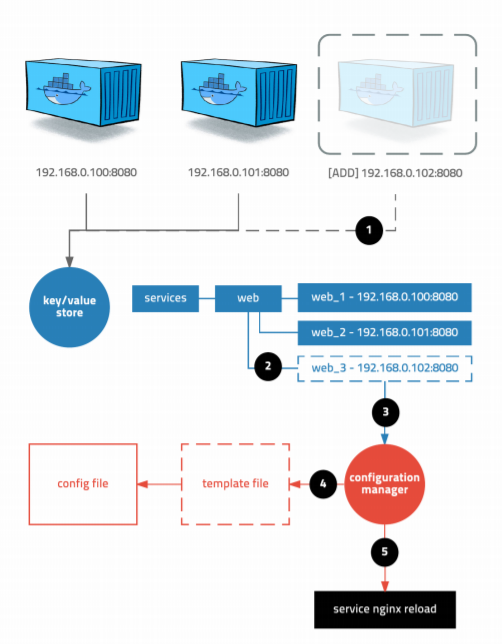 192.168.0.100:8080
192.168.0.101:8080
[ADD] 192.168.0.102:8080
1
key/value
store
services
web
web_1 - 192.168.0.100:8080
web_2 - 192.168.0.101:8080
2
web_3 - 192.168.0.102:8080
3
config file
template file
4
configuration
manager
5
service nginx reload